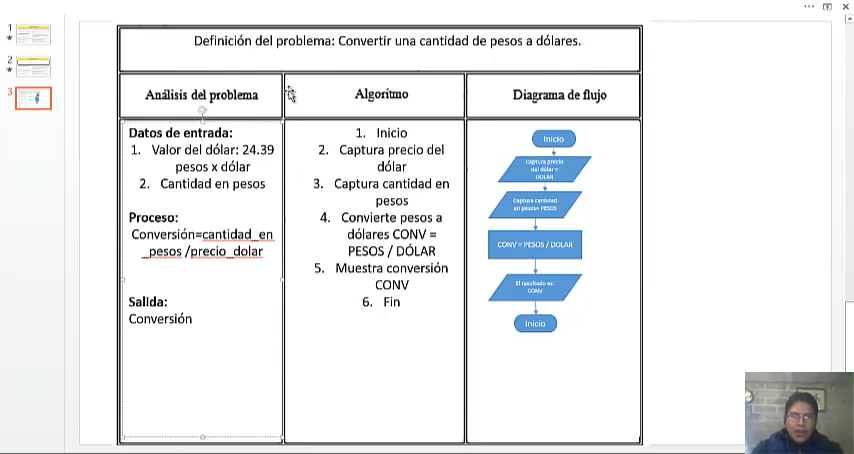 1
2
3
Definición del problema: Convertir una cantidad de pesos a dólares.
Análisis del problema
Algoritmo
Diagrama de flujo
Datos de entrada:
1. Valor del dólar: 24.39
pesos x dólar
2. Cantidad en pesos
Proceso:
Conversión=cantidad_en
_pesos /precio_dolar
Salida:
Conversión
1. Inicio
2. Captura precio del
dólar
3. Captura cantidad en
pesos
4. Convierte pesos a
dólares CONV =
PESOS / DÓLAR
5. Muestra conversión
CONV
6. Fin
Inicio
Captura precio
del dólar =
DOLAR
Captura cantidad
en pesos= PESOS
CONV = PESOS / DOLAR
El resultado es:
CONV
Inicio